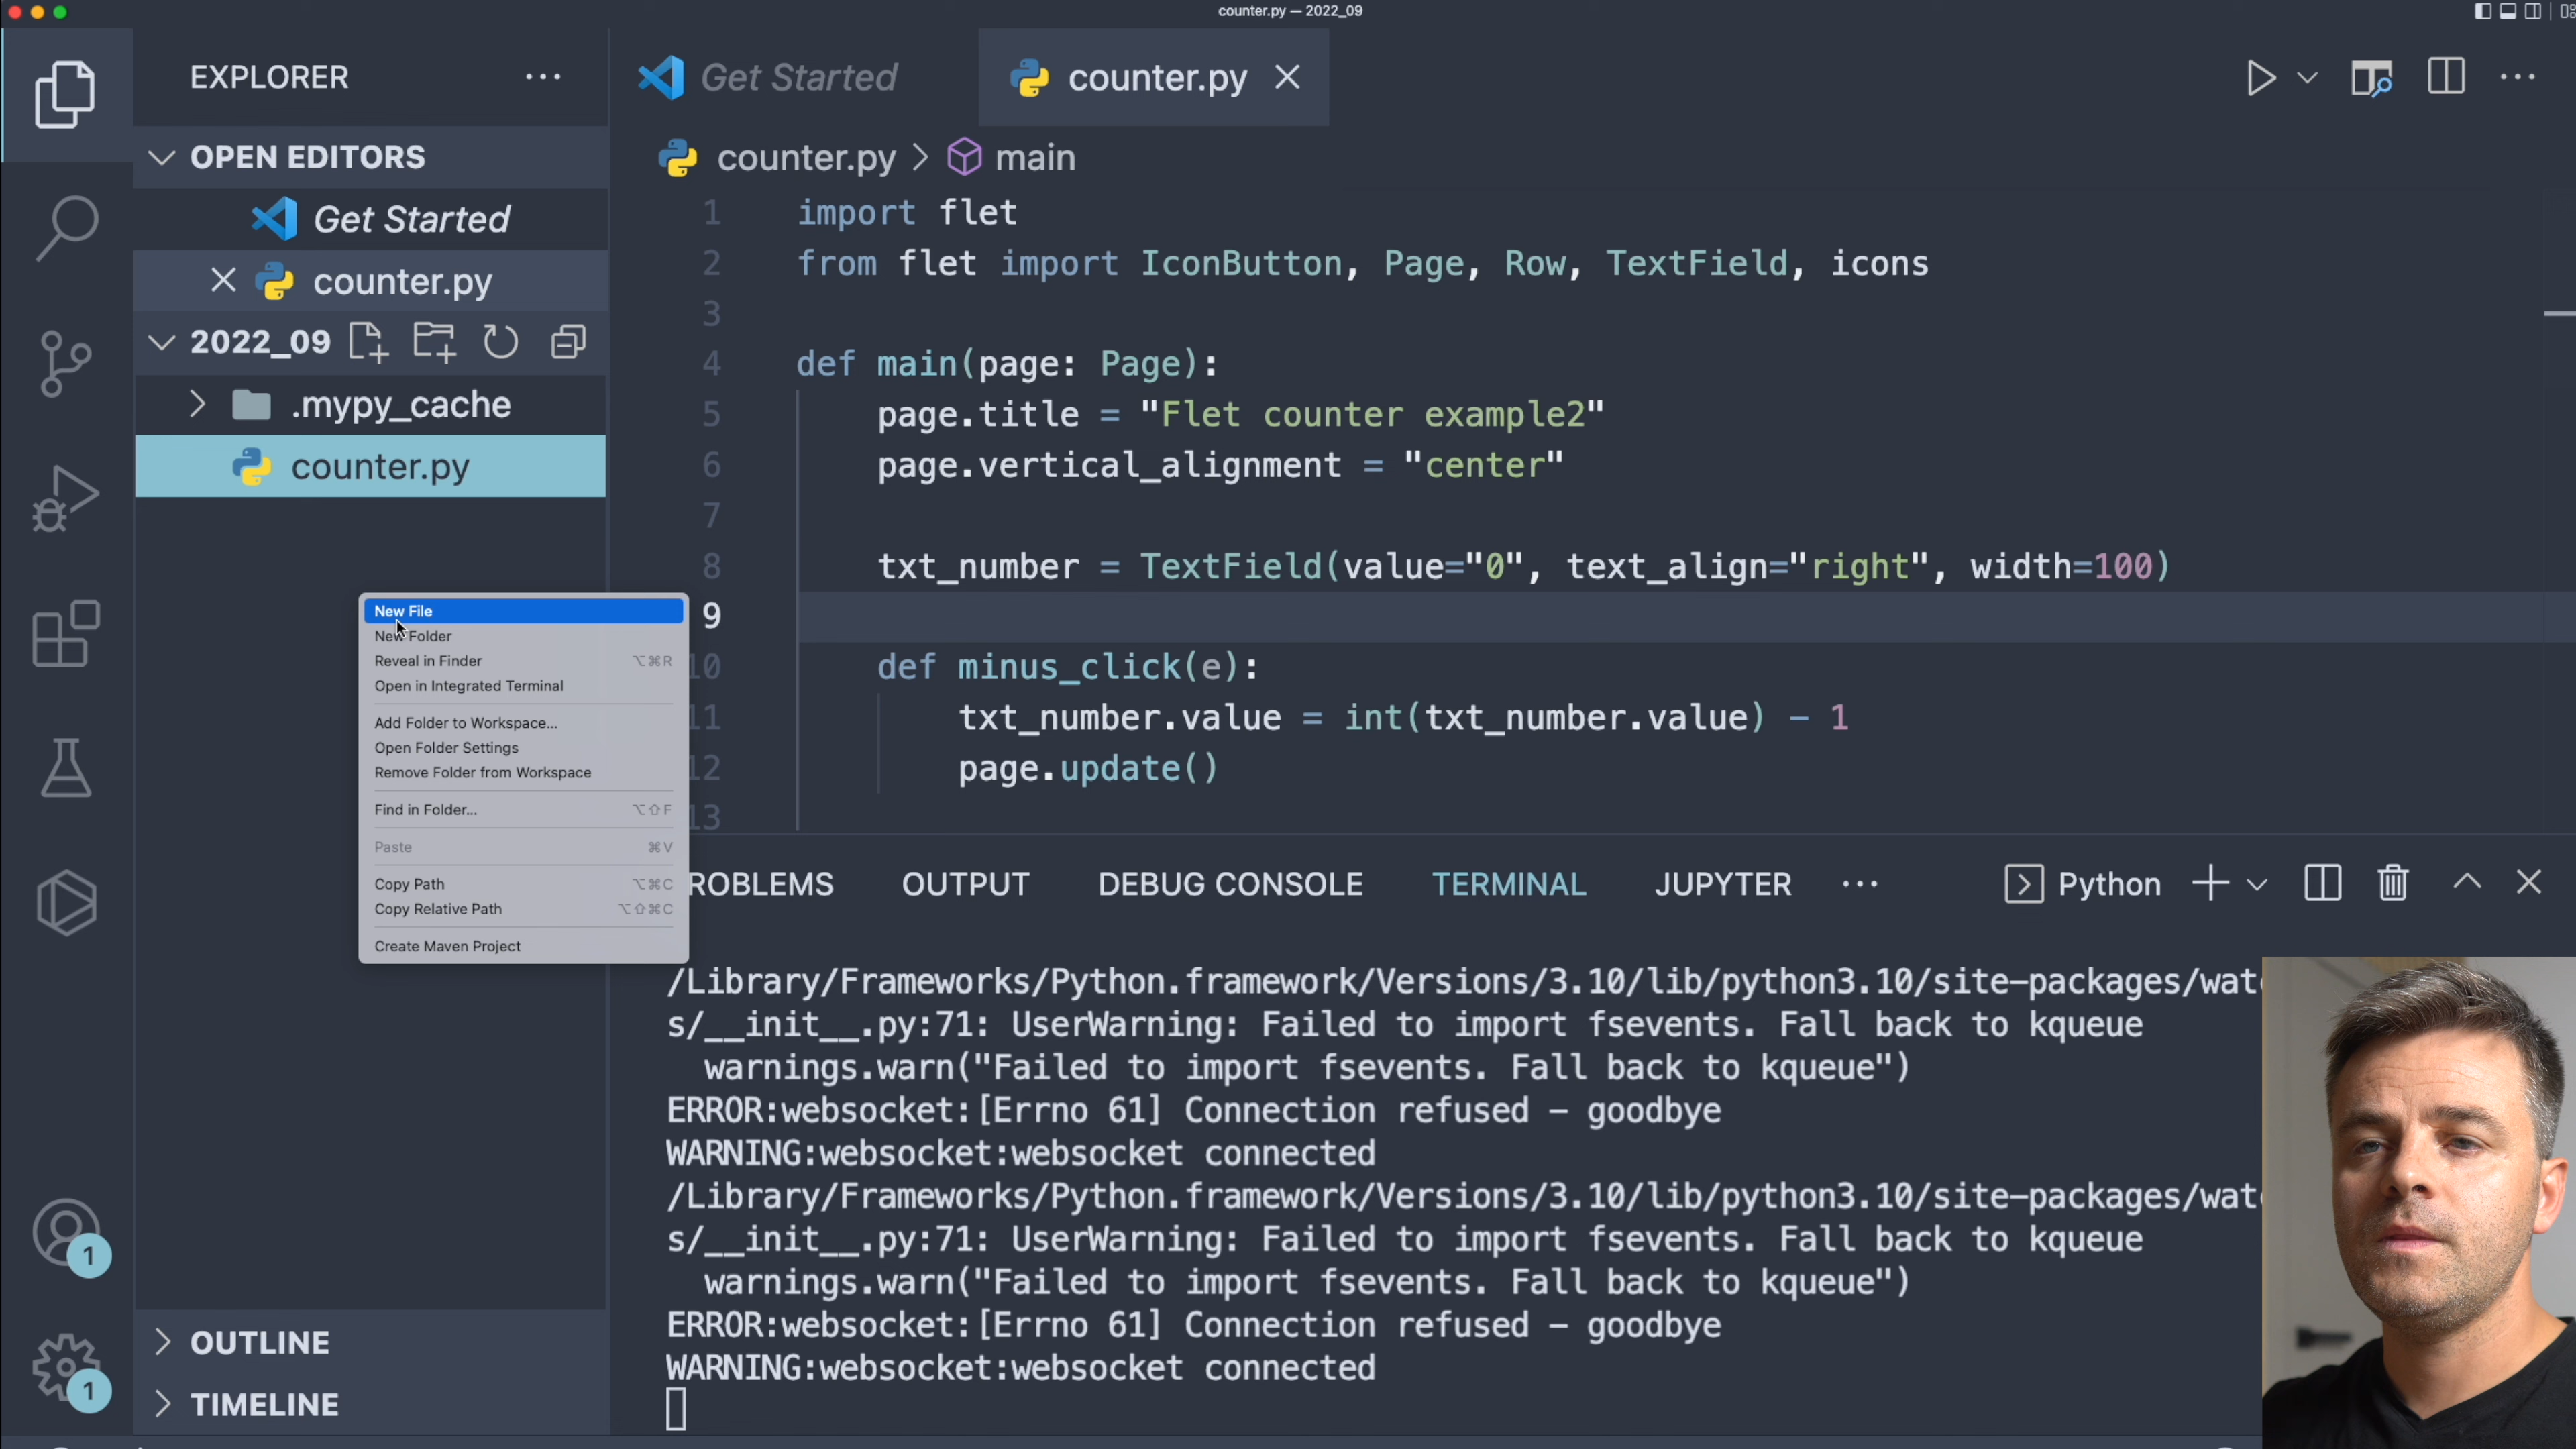 counter.py — 2022_09
EXPLORER
OPEN EDITORS
Get Started
counter.py
2022_09
.mypy_cache
counter.py
New File
New Folder
Reveal in Finder ⌥⌘R
Open in Integrated Terminal
Add Folder to Workspace...
Open Folder Settings
Remove Folder from Workspace
Find in Folder... ⌥⇧F
Paste ⌘V
Copy Path ⌥⌘C
Copy Relative Path ⌥⇧⌘C
Create Maven Project
1
1
OUTLINE
TIMELINE
Get Started
counter.py
counter.py > main
1 import flet
2 from flet import IconButton, Page, Row, TextField, icons
3
4 def main(page: Page):
5 page.title = "Flet counter example2"
6 page.vertical_alignment = "center"
7
8 txt_number = TextField(value="0", text_align="right", width=100)
9
10 def minus_click(e):
11 txt_number.value = int(txt_number.value) - 1
12 page.update()
13
ROBLEMS OUTPUT DEBUG CONSOLE TERMINAL JUPYTER ··· Python
/Library/Frameworks/Python.framework/Versions/3.10/lib/python3.10/site-packages/wat
s/__init__.py:71: UserWarning: Failed to import fsevents. Fall back to kqueue
warnings.warn("Failed to import fsevents. Fall back to kqueue")
ERROR:websocket:[Errno 61] Connection refused - goodbye
WARNING:websocket:websocket connected
/Library/Frameworks/Python.framework/Versions/3.10/lib/python3.10/site-packages/wat
s/__init__.py:71: UserWarning: Failed to import fsevents. Fall back to kqueue
warnings.warn("Failed to import fsevents. Fall back to kqueue")
ERROR:websocket:[Errno 61] Connection refused - goodbye
WARNING:websocket:websocket connected